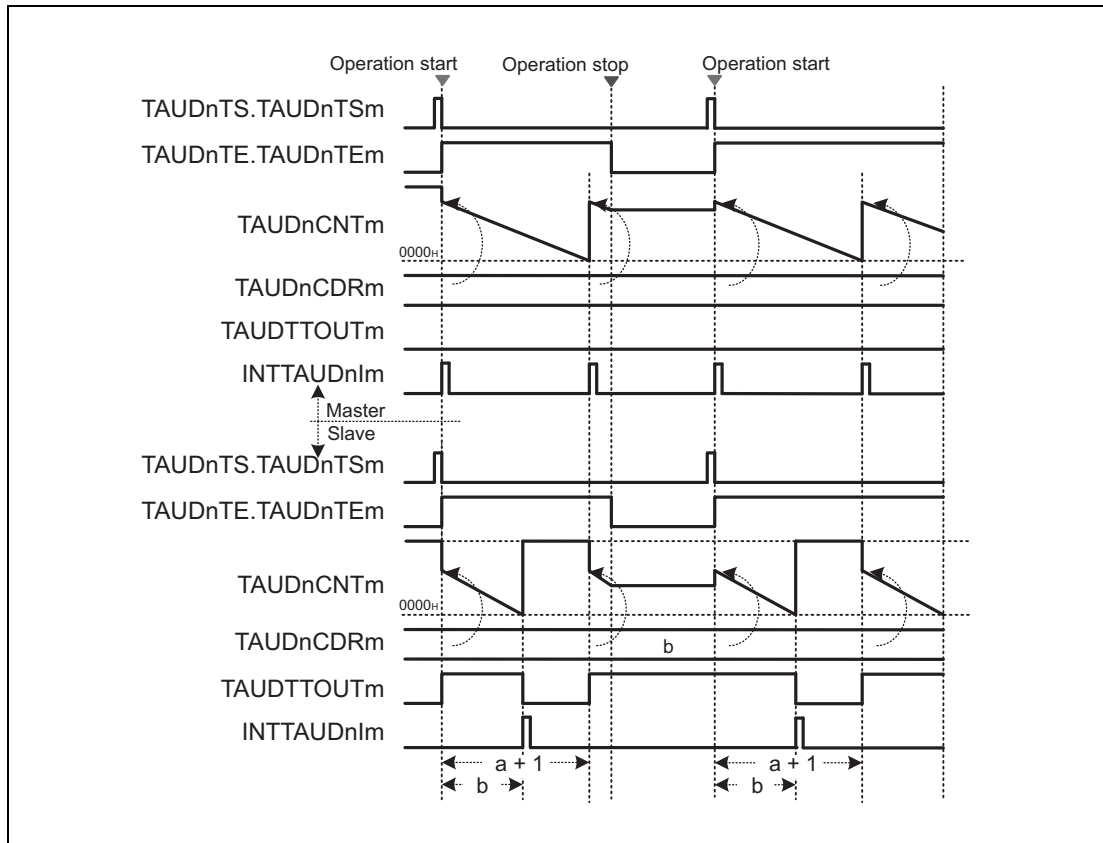 Operation start Operation stop Operation start
TAUDnTS.TAUDnTSm
TAUDnTE.TAUDnTEm
TAUDnCNTm
0000H
TAUDnCDRm
TAUDTTOUTm
INTTAUDnIm
Master
Slave
TAUDnTS.TAUDnTSm
TAUDnTE.TAUDnTEm
TAUDnCNTm
0000H
TAUDnCDRm b
TAUDTTOUTm
INTTAUDnIm
a + 1 a + 1
b b